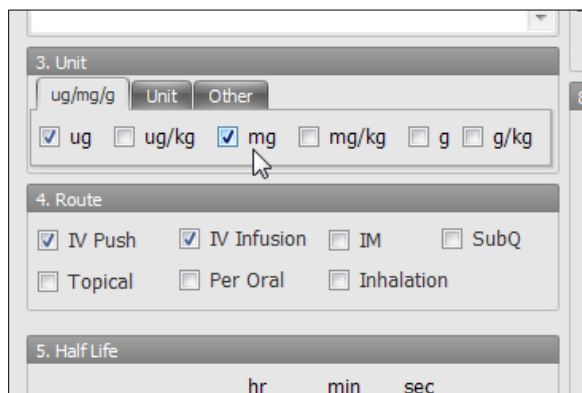 3. Unit
ug/mg/g Unit Other
ug ug/kg mg mg/kg g g/kg
4. Route
IV Push IV Infusion IM SubQ
Topical Per Oral Inhalation
5. Half Life
hr min sec